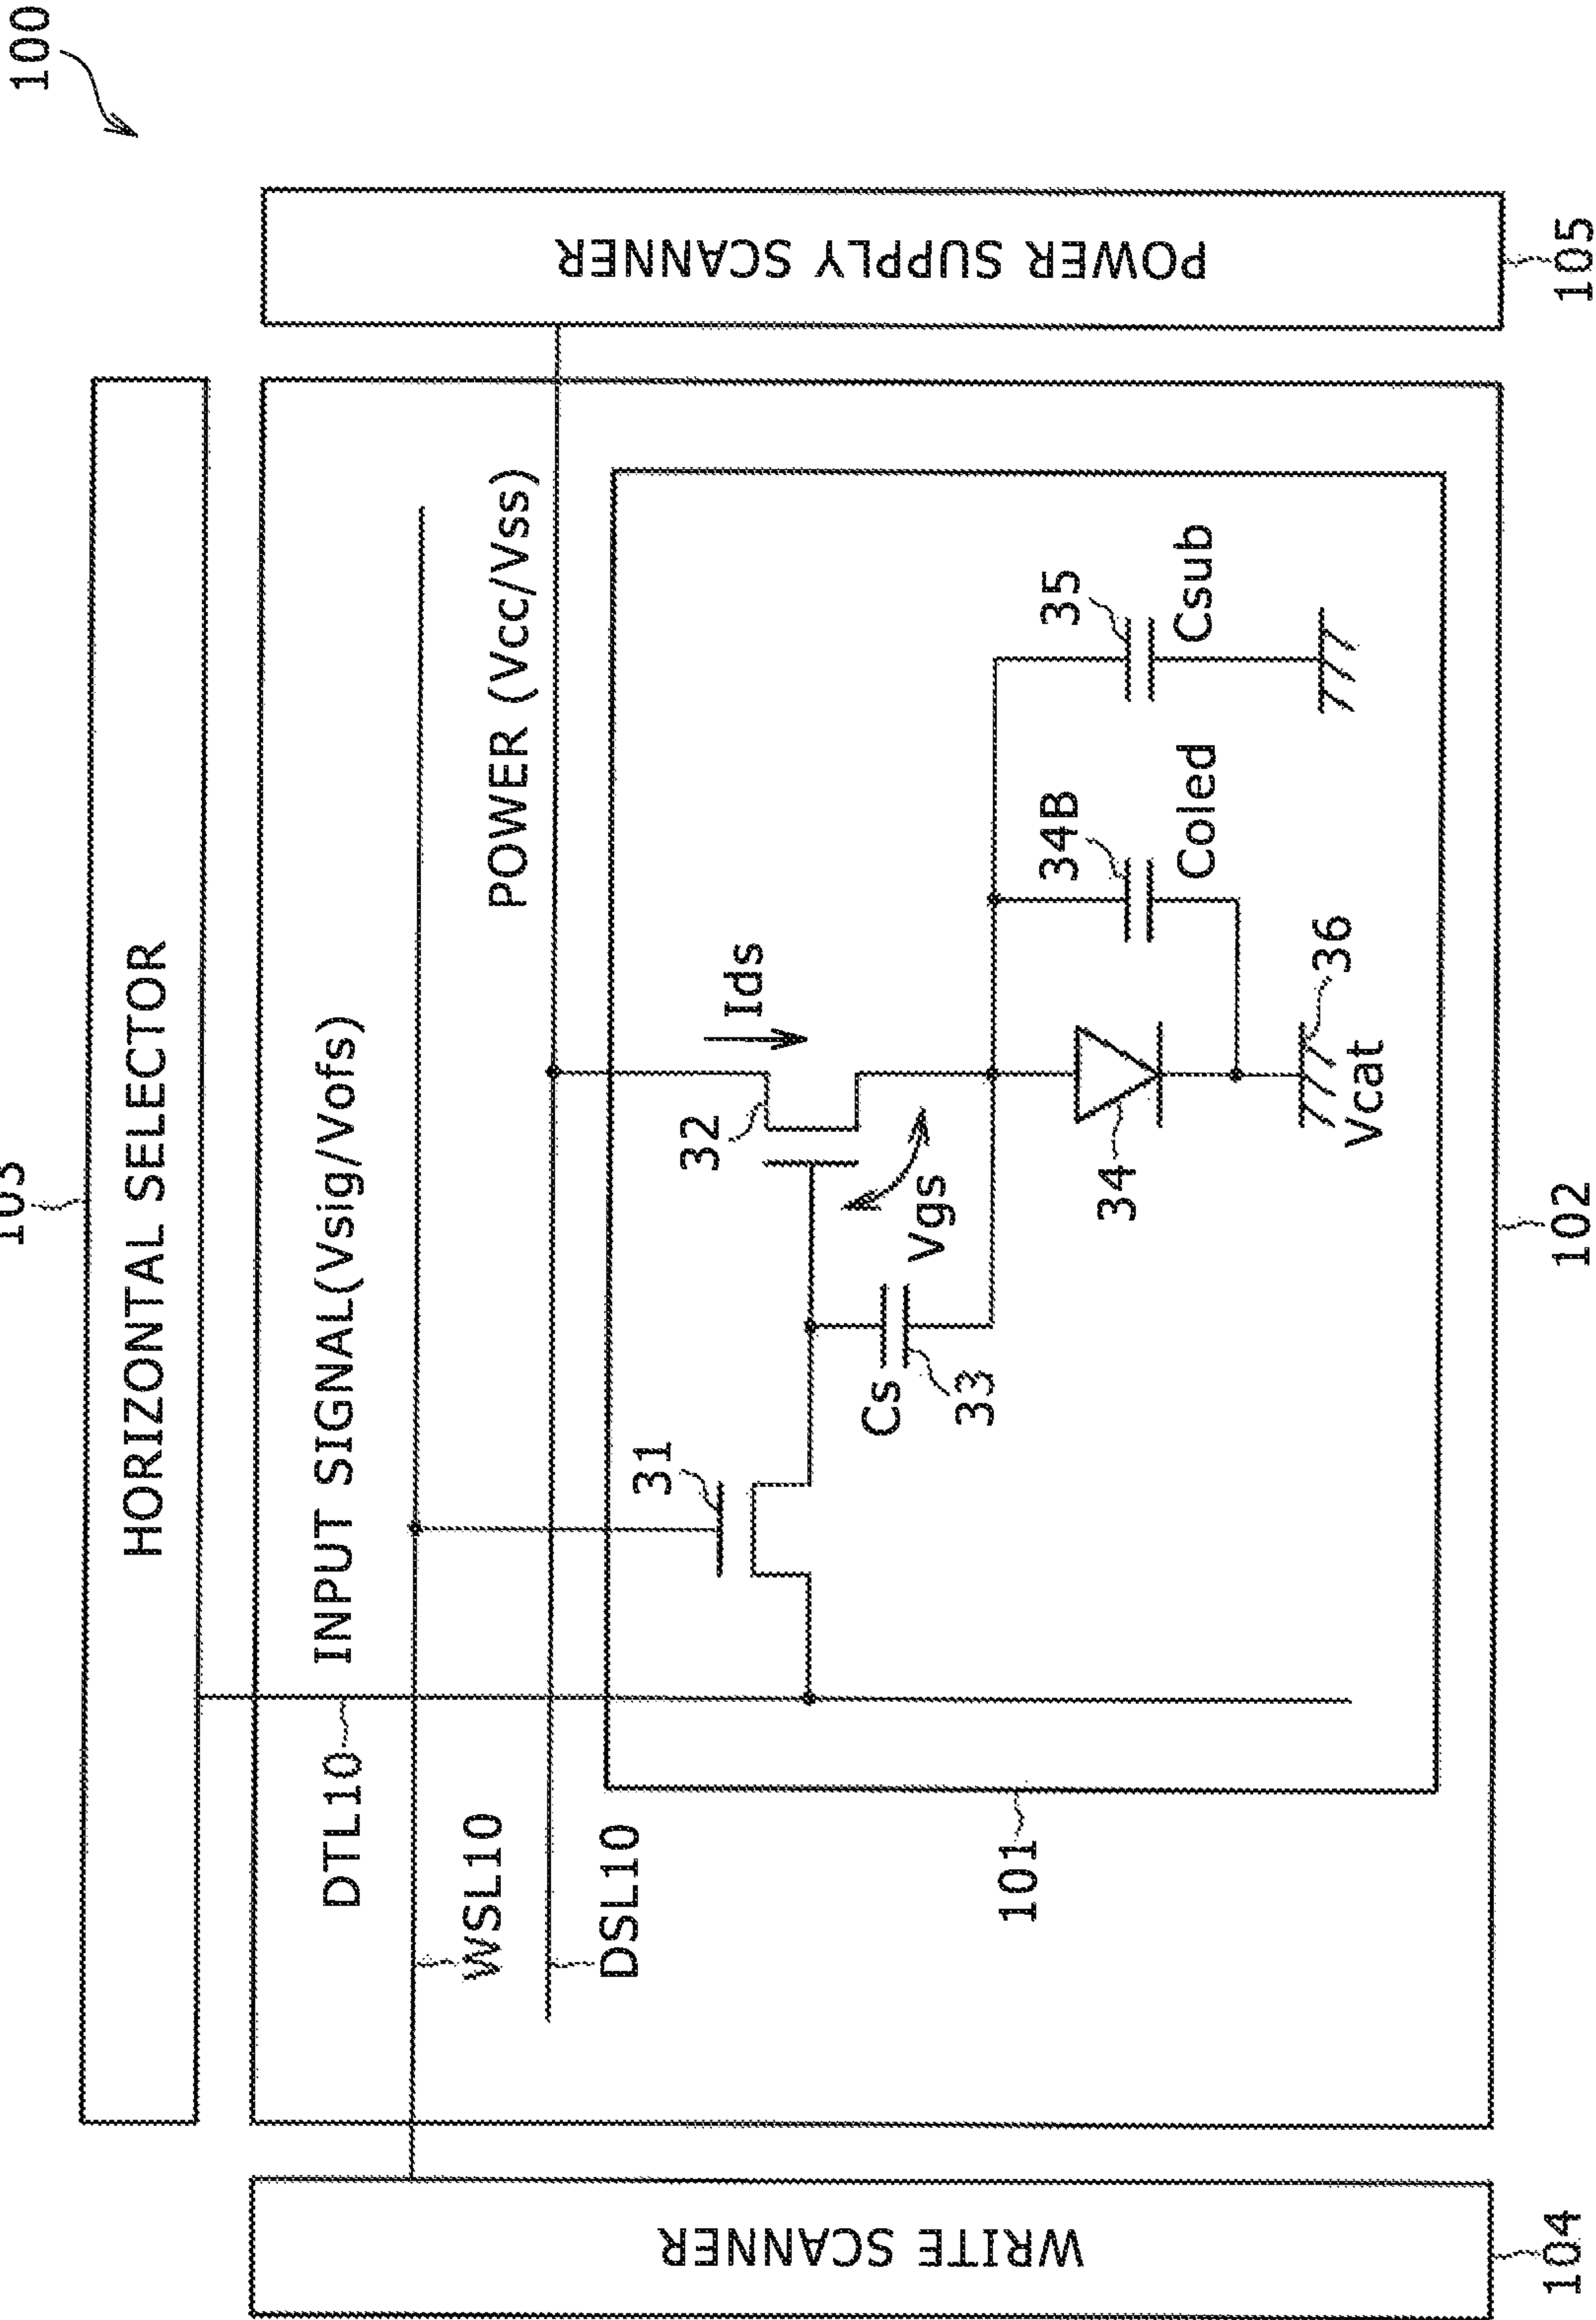 100
103
HORIZONTAL SELECTOR
INPUT SIGNAL(Vsig/Vofs)
DTL10
WSL10
POWER (Vcc/Vss)
DSL10
WRITE SCANNER
104
POWER SUPPLY SCANNER
105
31
32
Ids
Cs
33
Vgs
34
34B
Coled
35
Csub
36
Vcat
101
102